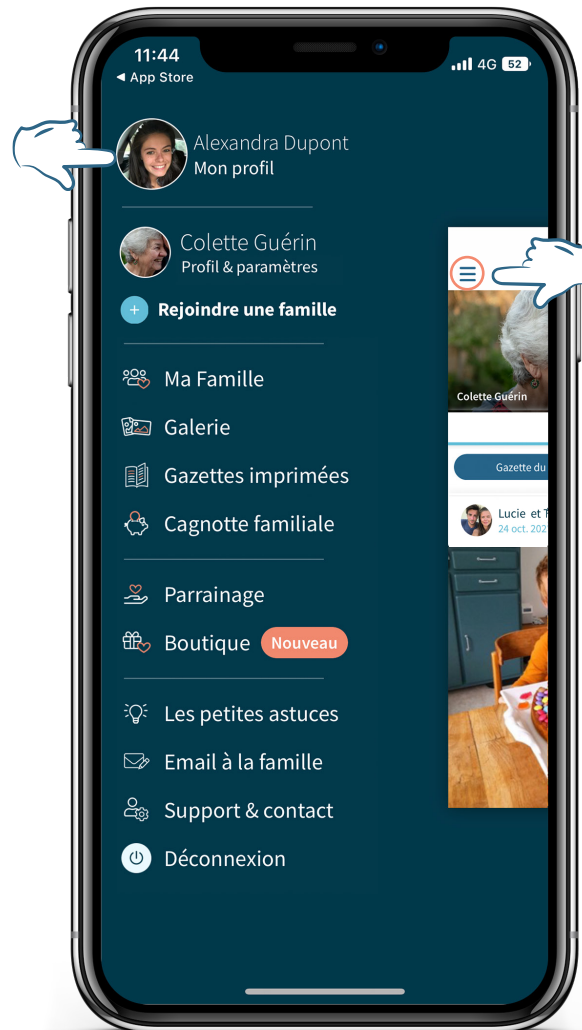 11:44
4G 52
◀ App Store
Alexandra Dupont
Mon profil
Colette Guérin
Profil & paramètres
+ Rejoindre une famille
Ma Famille
Galerie
Gazettes imprimées
Cagnotte familiale
Parrainage
Boutique Nouveau
Les petites astuces
Email à la famille
Support & contact
Déconnexion
Colette Guérin
Gazette du
Lucie et
24 oct.